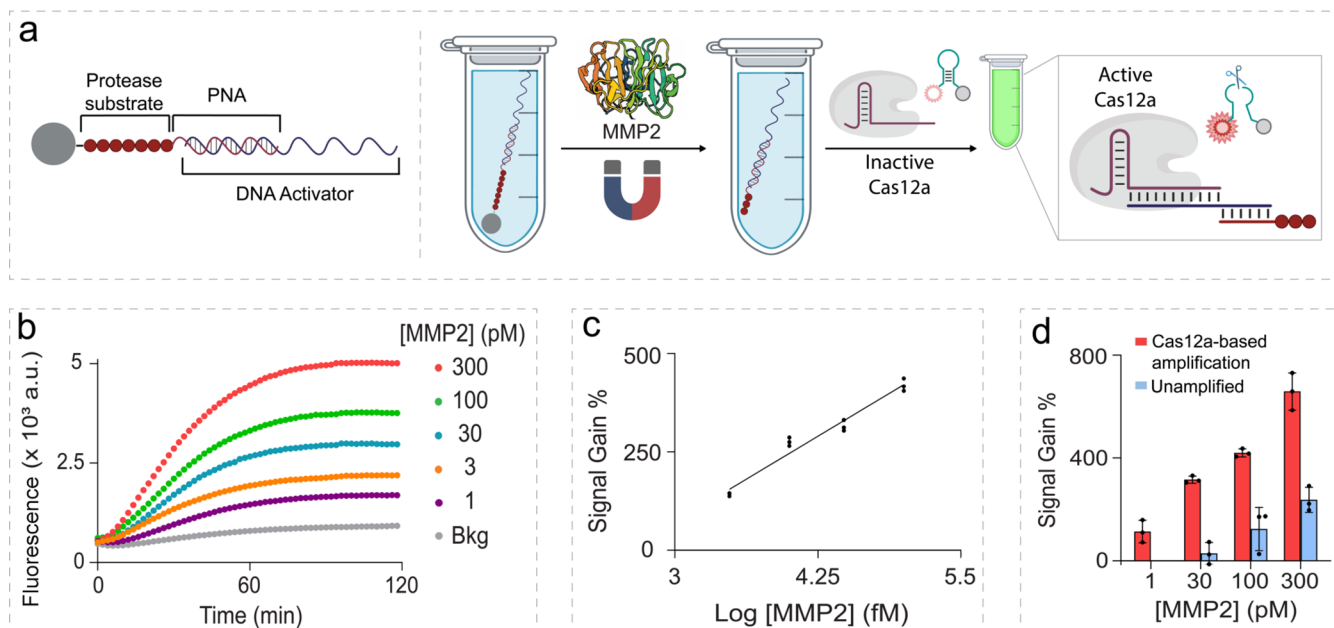 a
Protease
substrate
PNA
DNA Activator
MMP2
Inactive
Cas12a
Active
Cas12a
b
[MMP2] (pM)
300
100
30
3
1
Bkg
Fluorescence (x 10³ a.u.)
5
2.5
0
0
60
120
Time (min)
c
Signal Gain %
500
250
0
3
4.25
5.5
Log [MMP2] (fM)
d
Cas12a-based
amplification
Unamplified
Signal Gain %
800
400
0
1
30
100
300
[MMP2] (pM)